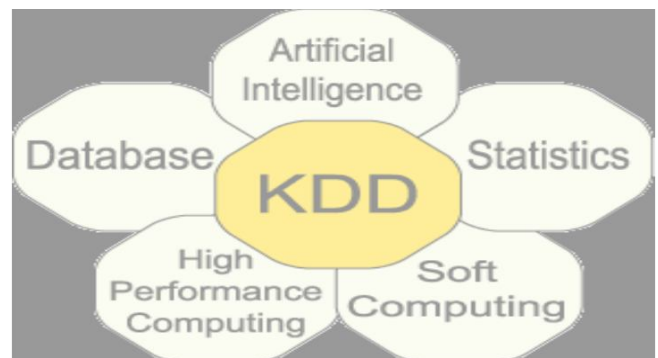 Artificial
Intelligence
Database
Statistics
KDD
High
Performance
Computing
Soft
Computing